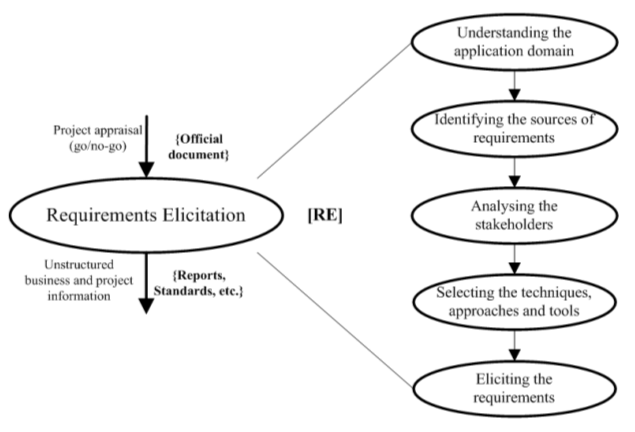 Project appraisal
(go/no-go)
{Official
document}
Requirements Elicitation
[RE]
Unstructured
business and project
information
{Reports,
Standards, etc.}
Understanding the
application domain
Identifying the sources of
requirements
Analysing the
stakeholders
Selecting the techniques,
approaches and tools
Eliciting the
requirements